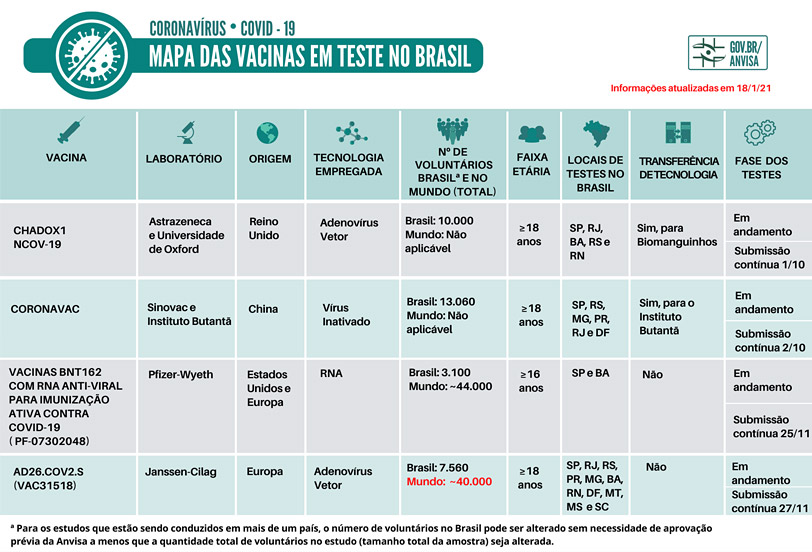 CORONAVÍRUS • COVID - 19
MAPA DAS VACINAS EM TESTE NO BRASIL
GOV.BR/
ANVISA
Informações atualizadas em 18/1/21
VACINA
LABORATÓRIO
ORIGEM
TECNOLOGIA
EMPREGADA
Nº DE
VOLUNTÁRIOS
BRASILª E NO
MUNDO (TOTAL)
FAIXA
ETÁRIA
LOCAIS DE
TESTES NO
BRASIL
TRANSFERÊNCIA
DE TECNOLOGIA
FASE DOS
TESTES
CHADOX1
NCOV-19
Astrazeneca
e Universidade
de Oxford
Reino
Unido
Adenovírus
Vetor
Brasil: 10.000
Mundo: Não
aplicável
≥18
anos
SP, RJ,
BA, RS e
RN
Sim, para
Biomanguinhos
Em
andamento
Submissão
contínua 1/10
CORONAVAC
Sinovac e
Instituto Butantã
China
Vírus
Inativado
Brasil: 13.060
Mundo: Não
aplicável
≥18
anos
SP, RS,
MG, PR,
RJ e DF
Sim, para o
Instituto
Butantã
Em
andamento
Submissão
contínua 2/10
VACINAS BNT162
COM RNA ANTI-VIRAL
PARA IMUNIZAÇÃO
ATIVA CONTRA
COVID-19
( PF-07302048)
Pfizer-Wyeth
Estados
Unidos e
Europa
RNA
Brasil: 3.100
Mundo: ~44.000
≥16
anos
SP e BA
Não
Em
andamento
Submissão
contínua 25/11
AD26.COV2.S
(VAC31518)
Janssen-Cilag
Europa
Adenovírus
Vetor
Brasil: 7.560
Mundo: ~40.000
≥18
anos
SP, RJ, RS,
PR, MG, BA,
RN, DF, MT,
MS e SC
Não
Em
andamento
Submissão
contínua 27/11
ª Para os estudos que estão sendo conduzidos em mais de um país, o número de voluntários no Brasil pode ser alterado sem necessidade de aprovação
prévia da Anvisa a menos que a quantidade total de voluntários no estudo (tamanho total da amostra) seja alterada.